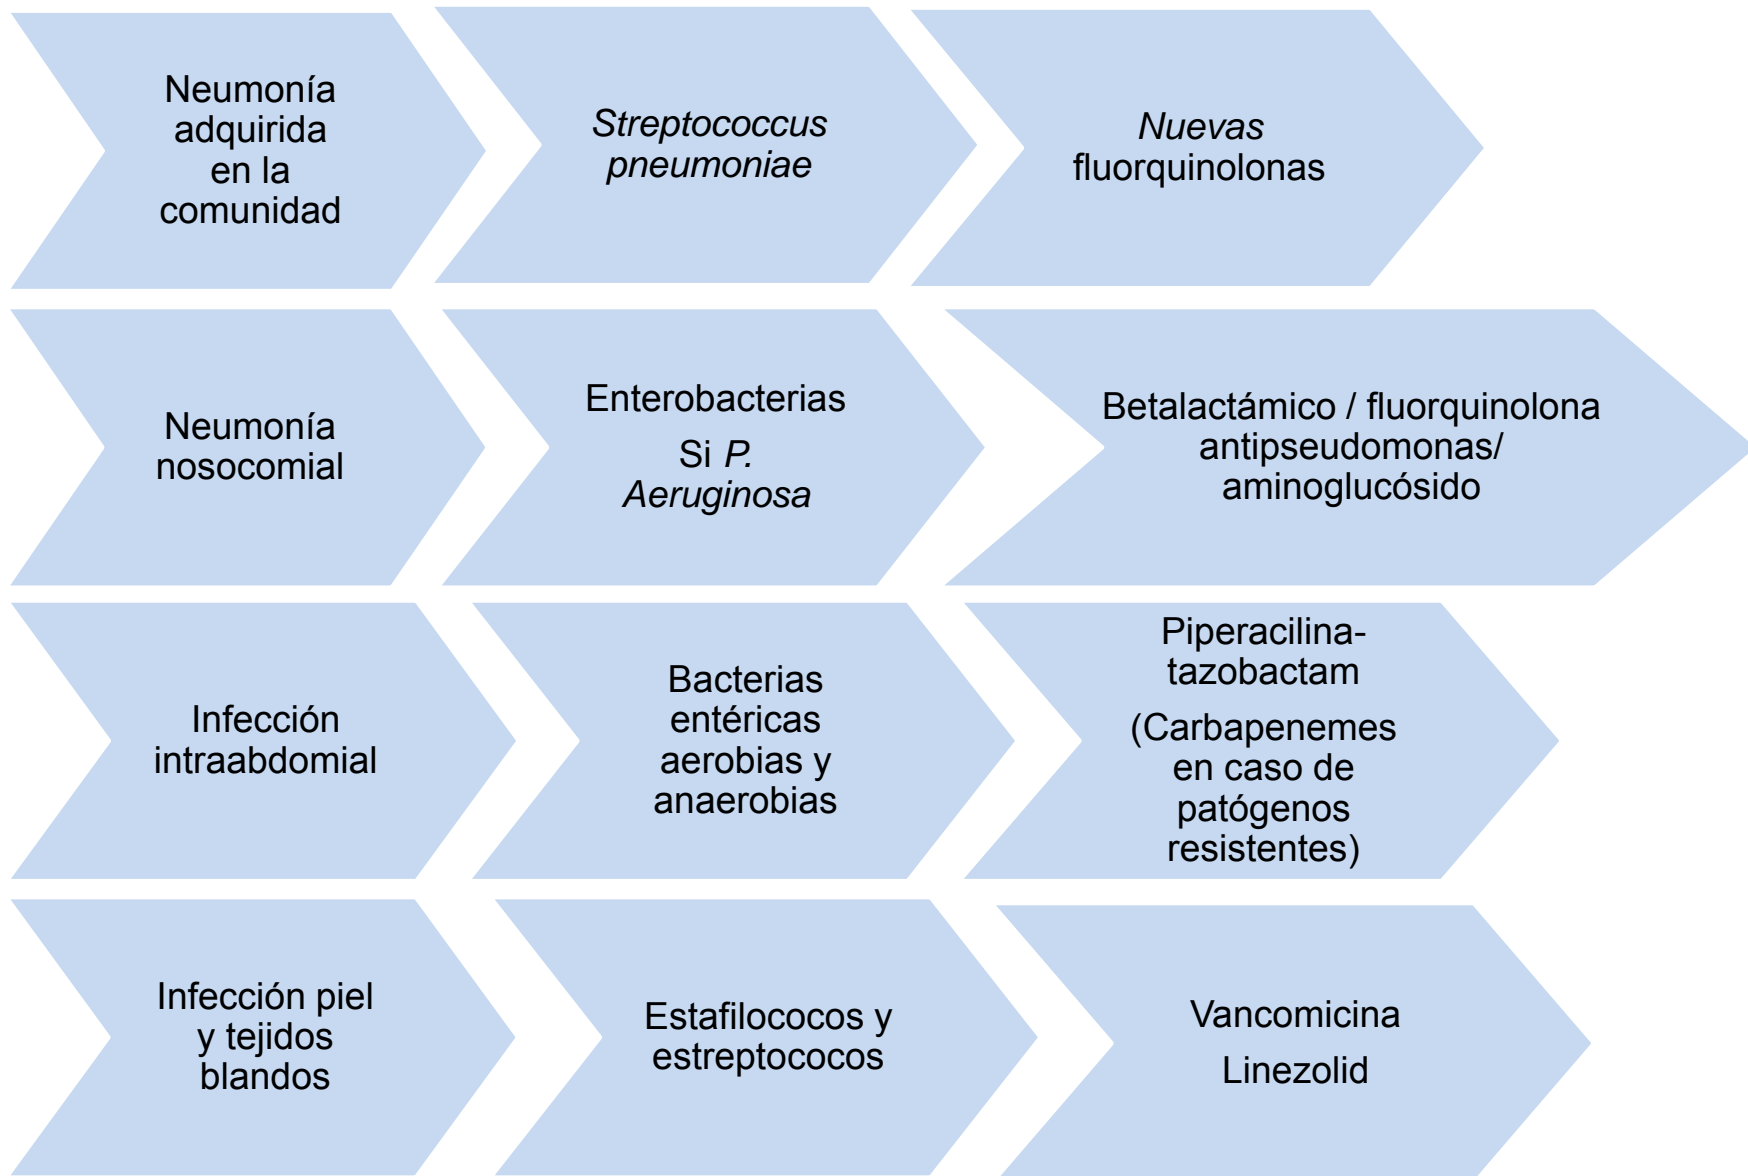 Neumonía
adquirida
en la
comunidad
Streptococcus
pneumoniae
Nuevas
fluorquinolonas
Neumonía
nosocomial
Enterobacterias
Si P.
Aeruginosa
Betalactámico / fluorquinolona
antipseudomonas/
aminoglucósido
Infección
intraabdomial
Bacterias
entéricas
aerobias y
anaerobias
Piperacilina-
tazobactam
(Carbapenemes
en caso de
patógenos
resistentes)
Infección piel
y tejidos
blandos
Estafilococos y
estreptococos
Vancomicina
Linezolid